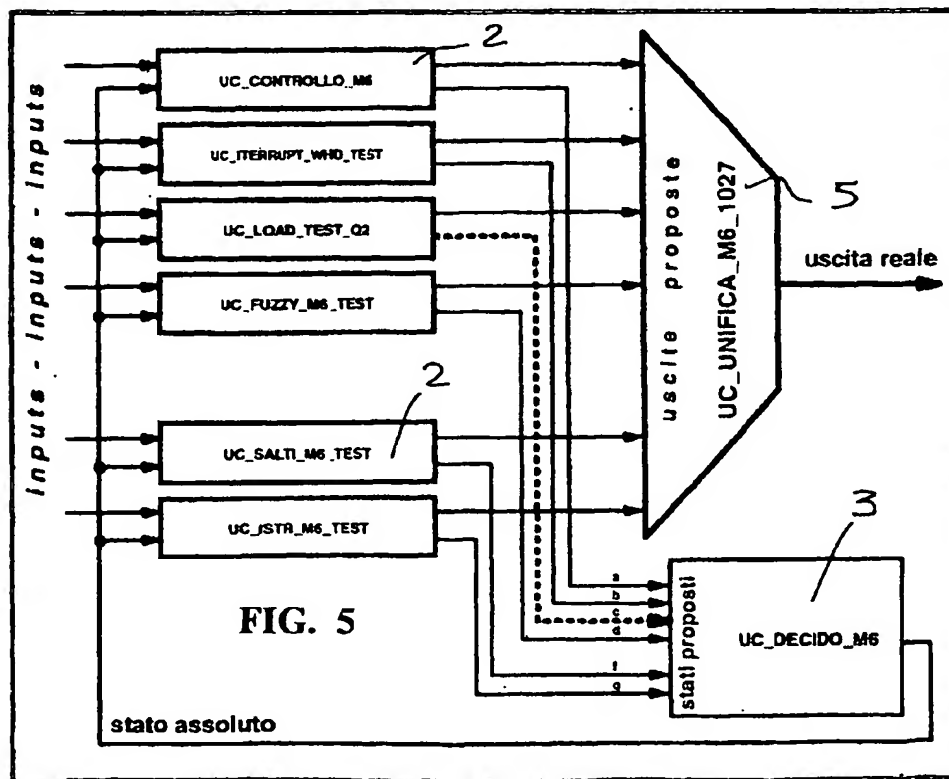 2
UC_CONTROLLO_M6
UC_ITERRUPT_WHD_TEST
UC_LOAD_TEST_Q2
UC_FUZZY_M6_TEST
2
UC_SALTI_M6_TEST
UC_ISTR_M6_TEST
Inputs - Inputs - Inputs
uscite proposte
UC_UNIFICA_M6_1027
5
uscita reale
3
a
b
c
d
f
g
stati proposti
UC_DECIDO_M6
FIG. 5
stato assoluto